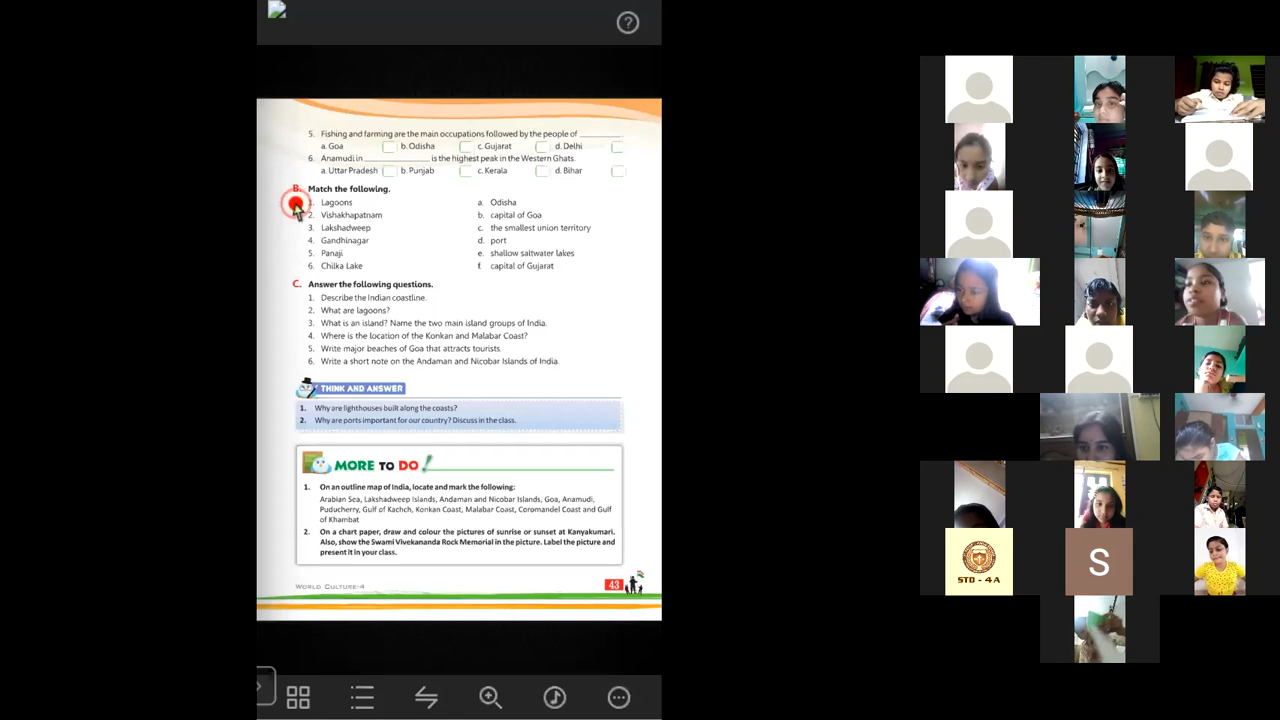 5. Fishing and farming are the main occupations followed by the people of __________.
a. Goa b. Odisha c. Gujarat d. Delhi
6. Anamudi in ________________ is the highest peak in the Western Ghats.
a. Uttar Pradesh b. Punjab c. Kerala d. Bihar
B. Match the following.
1. Lagoons a. Odisha
2. Vishakhapatnam b. capital of Goa
3. Lakshadweep c. the smallest union territory
4. Gandhinagar d. port
5. Panaji e. shallow saltwater lakes
6. Chilka Lake f. capital of Gujarat
C. Answer the following questions.
1. Describe the Indian coastline.
2. What are lagoons?
3. What is an island? Name the two main island groups of India.
4. Where is the location of the Konkan and Malabar Coast?
5. Write major beaches of Goa that attracts tourists.
6. Write a short note on the Andaman and Nicobar Islands of India.
THINK AND ANSWER
1. Why are lighthouses built along the coasts?
2. Why are ports important for our country? Discuss in the class.
MORE TO DO!
1. On an outline map of India, locate and mark the following:
Arabian Sea, Lakshadweep Islands, Andaman and Nicobar Islands, Goa, Anamudi,
Puducherry, Gulf of Kachch, Konkan Coast, Malabar Coast, Coromandel Coast and Gulf
of Khambat
2. On a chart paper, draw and colour the pictures of sunrise or sunset at Kanyakumari.
Also, show the Swami Vivekananda Rock Memorial in the picture. Label the picture and
present it in your class.
WORLD CULTURE-4 43
STD - 4A
S